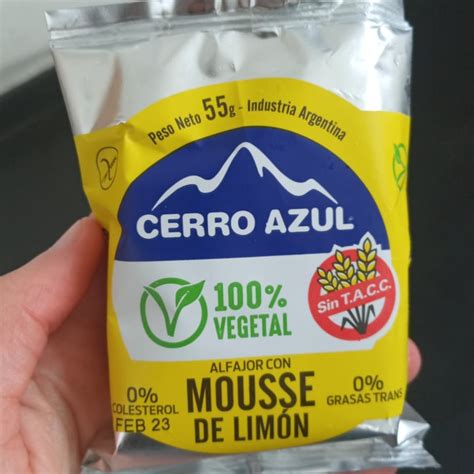 Peso Neto 55g - Industria Argentina
CERRO AZUL
100%
VEGETAL
Sin T.A.C.C.
ALFAJOR CON
MOUSSE
DE LIMÓN
0%
COLESTEROL
FEB 23
0%
GRASAS TRANS